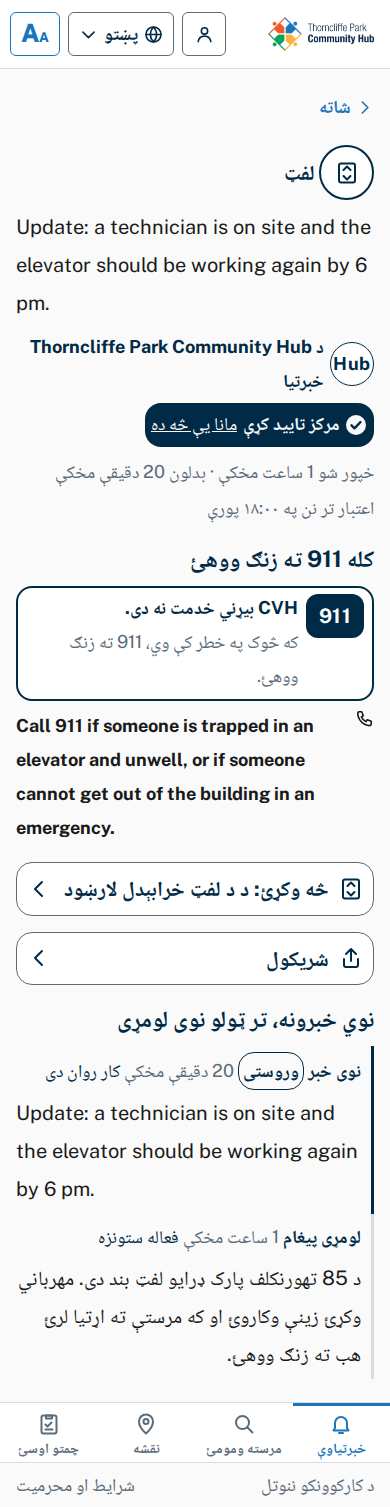 AA
پښتو
Thorncliffe Park
Community Hub
شاته
لفټ
Update: a technician is on site and the
elevator should be working again by 6
pm.
Hub
د Thorncliffe Park Community Hub
خبرتیا
مرکز تایید کړې مانا یې څه ده
خپور شو 1 ساعت مخکې · بدلون 20 دقیقې مخکې
اعتبار تر نن په ۱۸:۰۰ پورې
کله 911 ته زنګ ووهئ
911
CVH بیړني خدمت نه دی.
که څوک په خطر کې وي، 911 ته زنګ
ووهئ.
Call 911 if someone is trapped in an
elevator and unwell, or if someone
cannot get out of the building in an
emergency.
څه وکړئ: د د لفټ خرابېدل لارښود
شریکول
نوي خبرونه، تر ټولو نوی لومړی
نوی خبر وروستی 20 دقیقې مخکې کار روان دی
Update: a technician is on site and
the elevator should be working again
by 6 pm.
لومړی پیغام 1 ساعت مخکې فعاله ستونزه
د 85 تهورنکلف پارک ډرایو لفټ بند دی. مهرباني
وکړئ زینې وکاروئ او که مرستې ته اړتیا لرئ
هب ته زنګ ووهئ.
خبرتیاوې
مرسته ومومئ
نقشه
چمتو اوسئ
د کارکوونکو ننوتل
شرایط او محرمیت